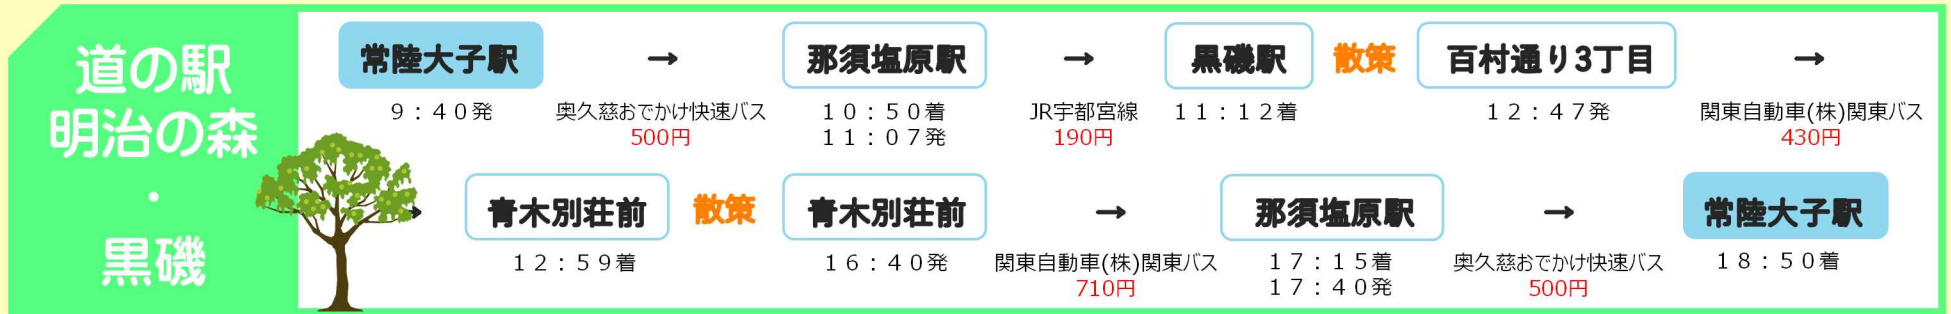 道の駅
明治の森
・
黒磯
常陸大子駅 → 那須塩原駅 → 黒磯駅 散策 百村通り3丁目 →
9：40発 奥久慈おでかけ快速バス 10：50着 JR宇都宮線 11：12着 12：47発 関東自動車(株)関東バス
500円 11：07発 190円 430円
→ 青木別荘前 散策 青木別荘前 → 那須塩原駅 → 常陸大子駅
12：59着 16：40発 関東自動車(株)関東バス 17：15着 奥久慈おでかけ快速バス 18：50着
710円 17：40発 500円